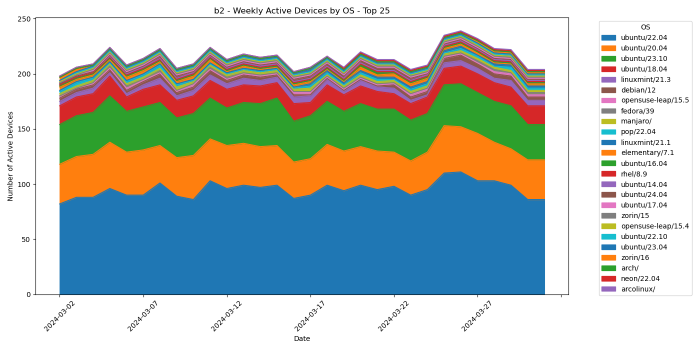 b2 - Weekly Active Devices by OS - Top 25
Number of Active Devices
250
200
150
100
50
0
2024-03-02
2024-03-07
2024-03-12
2024-03-17
2024-03-22
2024-03-27
Date
OS
ubuntu/22.04
ubuntu/20.04
ubuntu/23.10
ubuntu/18.04
linuxmint/21.3
debian/12
opensuse-leap/15.5
fedora/39
manjaro/
pop/22.04
linuxmint/21.1
elementary/7.1
ubuntu/16.04
rhel/8.9
ubuntu/14.04
ubuntu/24.04
ubuntu/17.04
zorin/15
opensuse-leap/15.4
ubuntu/22.10
ubuntu/23.04
zorin/16
arch/
neon/22.04
arcolinux/